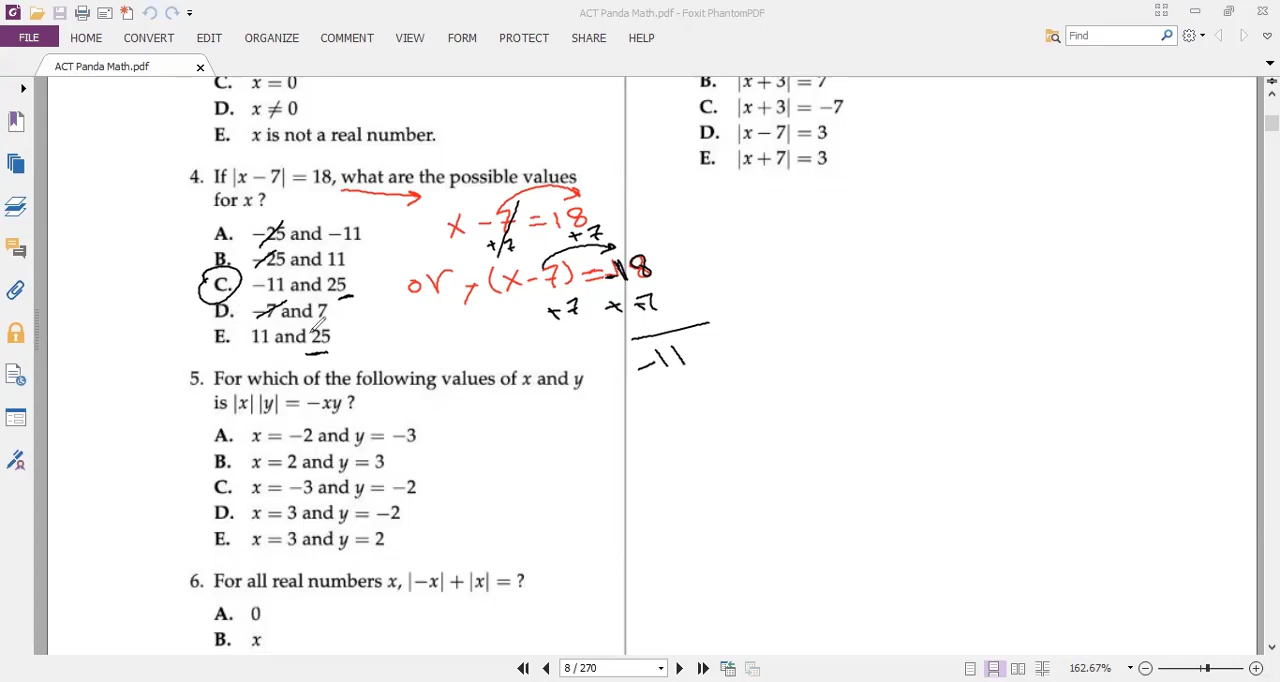 ACT Panda Math.pdf - Foxit PhantomPDF
FILE HOME CONVERT EDIT ORGANIZE COMMENT VIEW FORM PROTECT SHARE HELP
Find
ACT Panda Math.pdf
C. x = 0
D. x ≠ 0
E. x is not a real number.
4. If |x − 7| = 18, what are the possible values
for x ?
A. −25 and −11
B. −25 and 11
C. −11 and 25
D. −7 and 7
E. 11 and 25
5. For which of the following values of x and y
is |x| |y| = −xy ?
A. x = −2 and y = −3
B. x = 2 and y = 3
C. x = −3 and y = −2
D. x = 3 and y = −2
E. x = 3 and y = 2
6. For all real numbers x, |−x| + |x| = ?
A. 0
B. x
B. |x + 3| = 7
C. |x + 3| = −7
D. |x − 7| = 3
E. |x + 7| = 3
x − 7 = 18
+7 +7
or, (x − 7) = −18
+7 +7
−11
8 / 270
162.67%